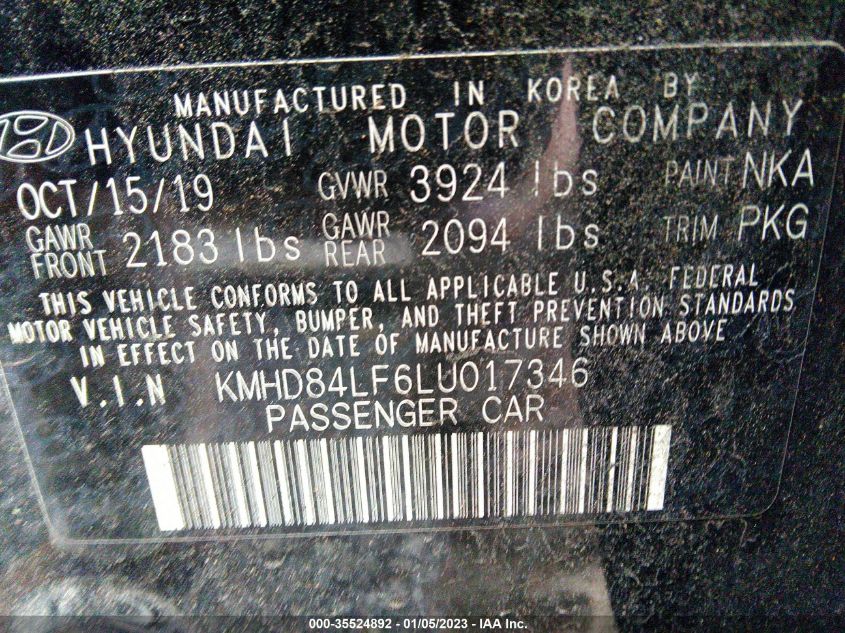 MANUFACTURED IN KOREA BY
HYUNDAI MOTOR COMPANY
OCT/15/19 GVWR 3924 lbs PAINT NKA
GAWR FRONT 2183 lbs GAWR REAR 2094 lbs TRIM PKG
THIS VEHICLE CONFORMS TO ALL APPLICABLE U.S.A. FEDERAL
MOTOR VEHICLE SAFETY, BUMPER, AND THEFT PREVENTION STANDARDS
IN EFFECT ON THE DATE OF MANUFACTURE SHOWN ABOVE
V.I.N KMHD84LF6LU017346
PASSENGER CAR
000-35524892 - 01/05/2023 - IAA Inc.